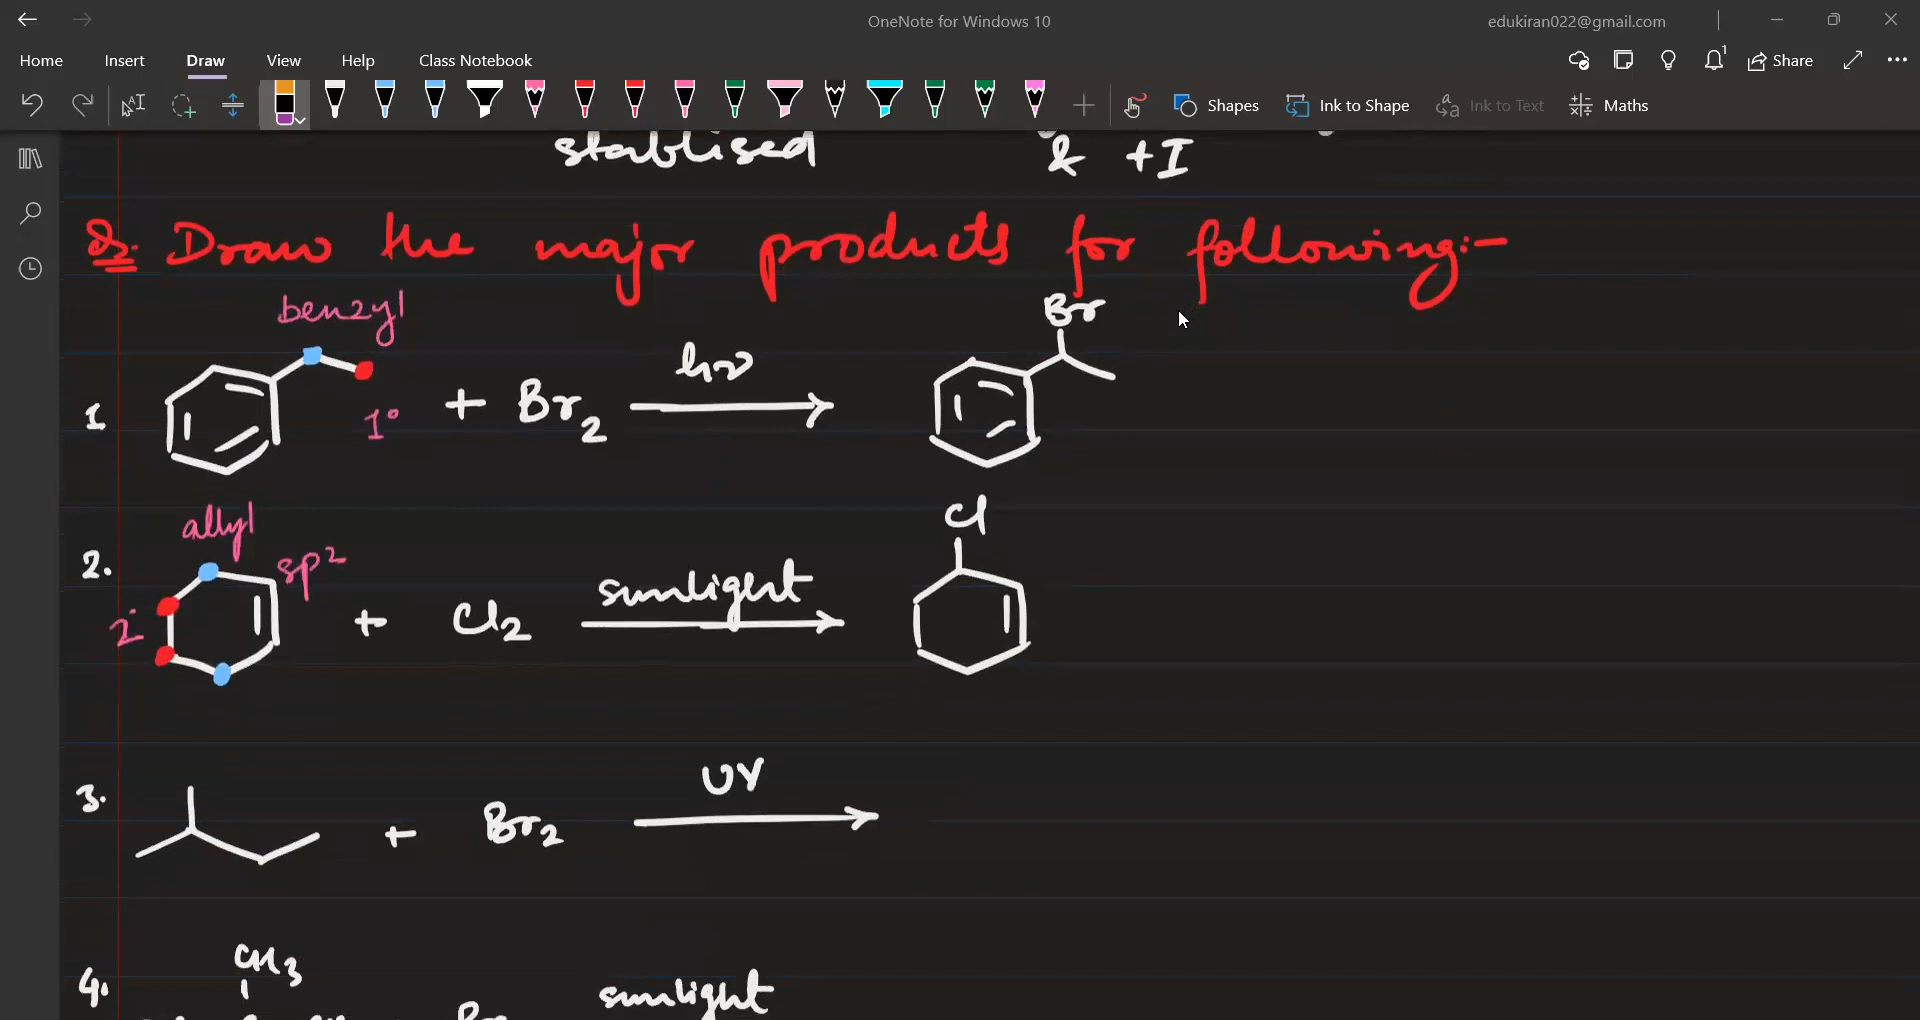 OneNote for Windows 10
edukiran022@gmail.com
Home Insert Draw View Help Class Notebook
1 Share
Shapes Ink to Shape Ink to Text Maths
stablised & +I
Q. Draw the major products for following:-
benzyl
Br
1 1° + Br2 hν
allyl
Cl
2. sp2
2° + Cl2 sunlight
3. + Br2 UV
CH3
4. sunlight